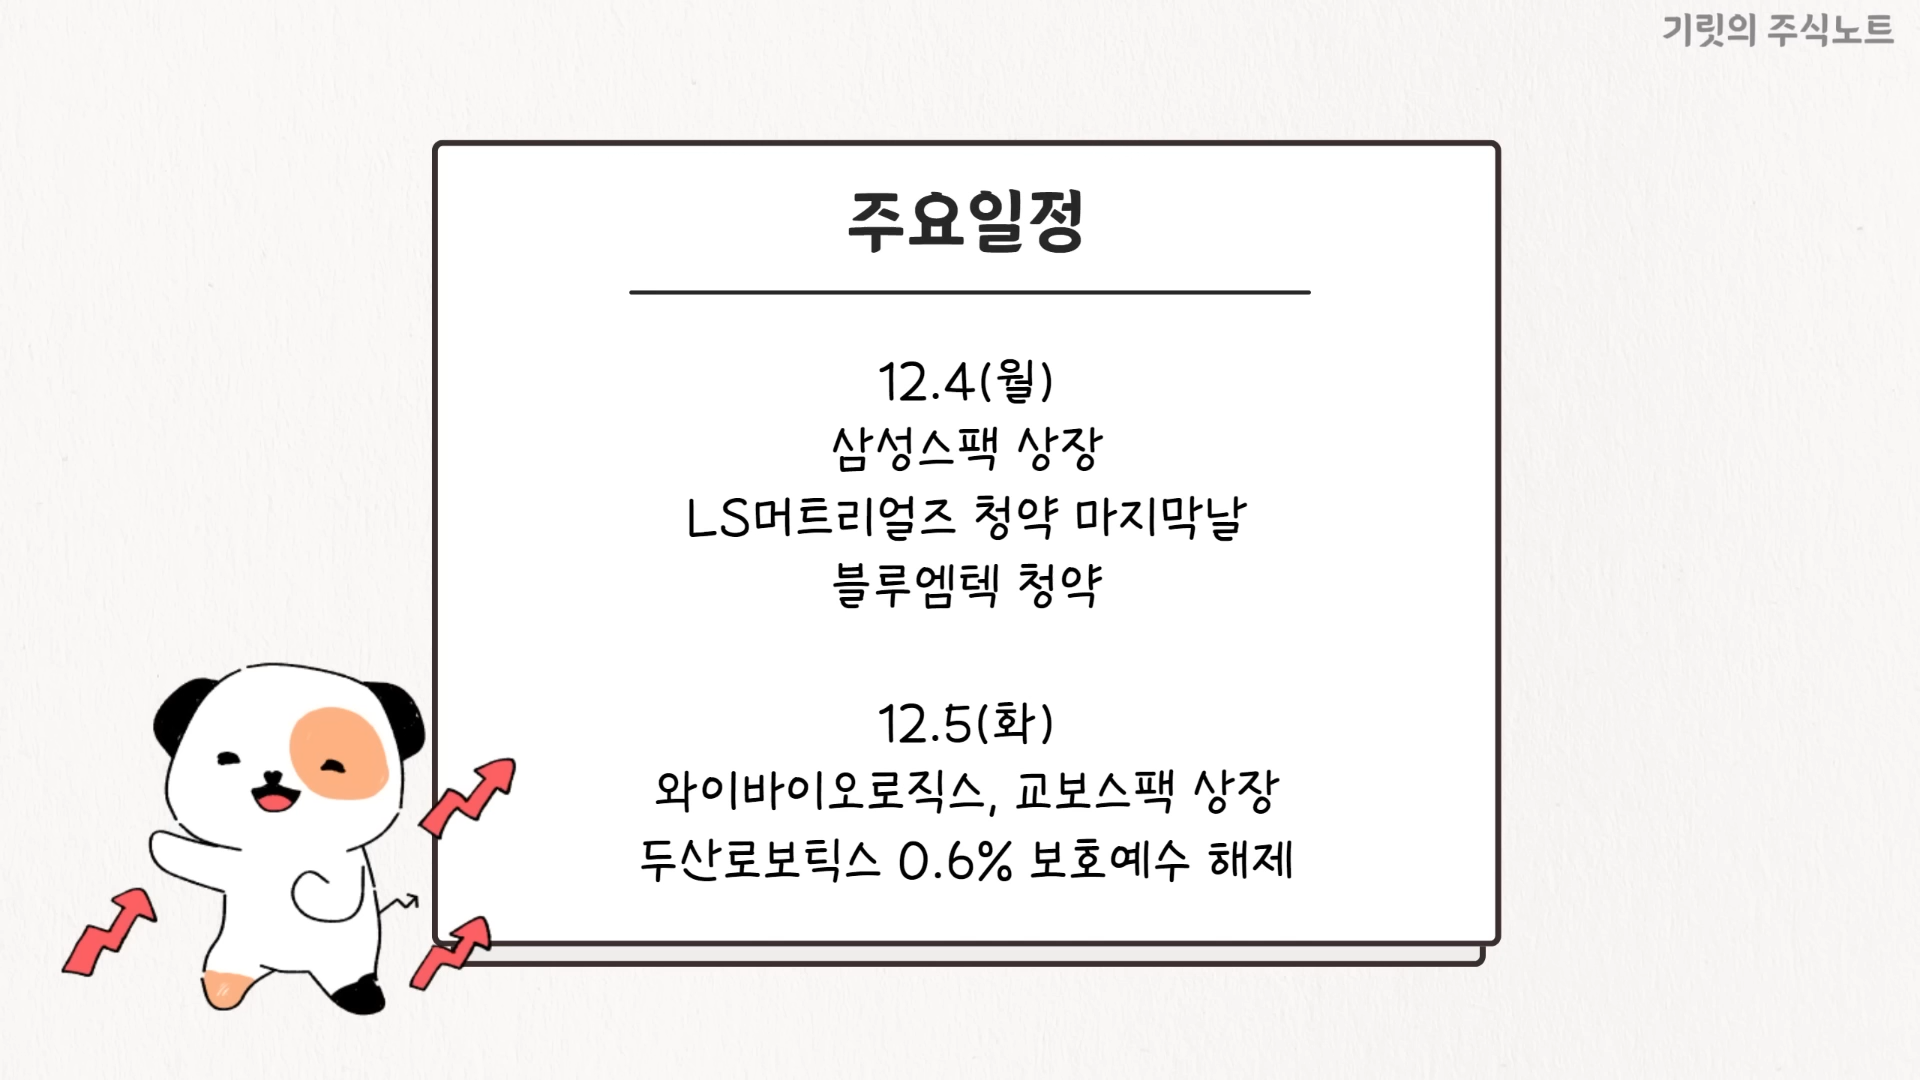 기릿의 주식노트
주요일정
12.4(월)
삼성스팩 상장
LS머트리얼즈 청약 마지막날
블루엠텍 청약
12.5(화)
와이바이오로직스, 교보스팩 상장
두산로보틱스 0.6% 보호예수 해제